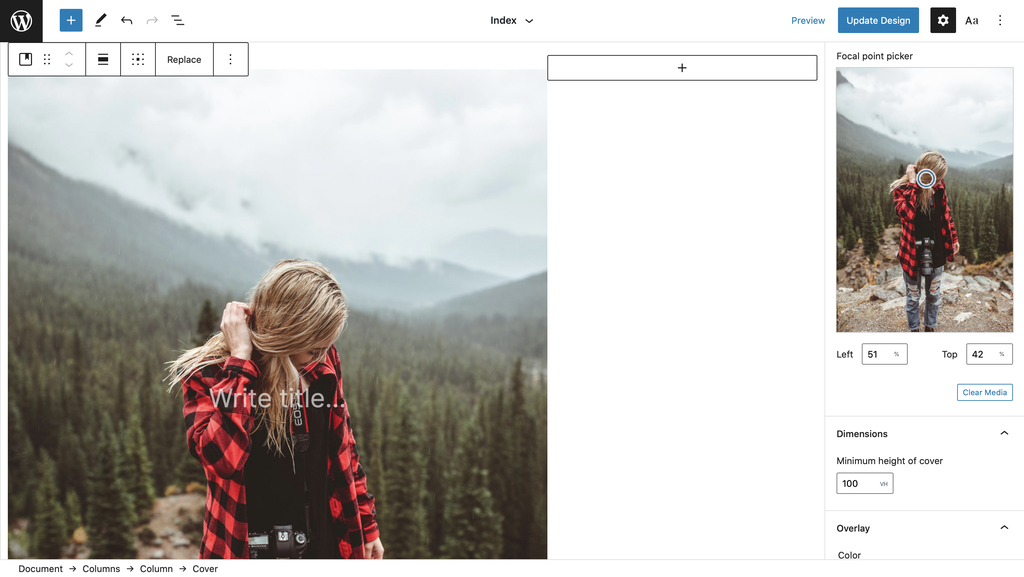 Index
Preview
Update Design
Aa
Replace
Focal point picker
Write title...
EOS
Left 51 % Top 42 %
Clear Media
Dimensions
Minimum height of cover
100 VH
Overlay
Color
Document → Columns → Column → Cover